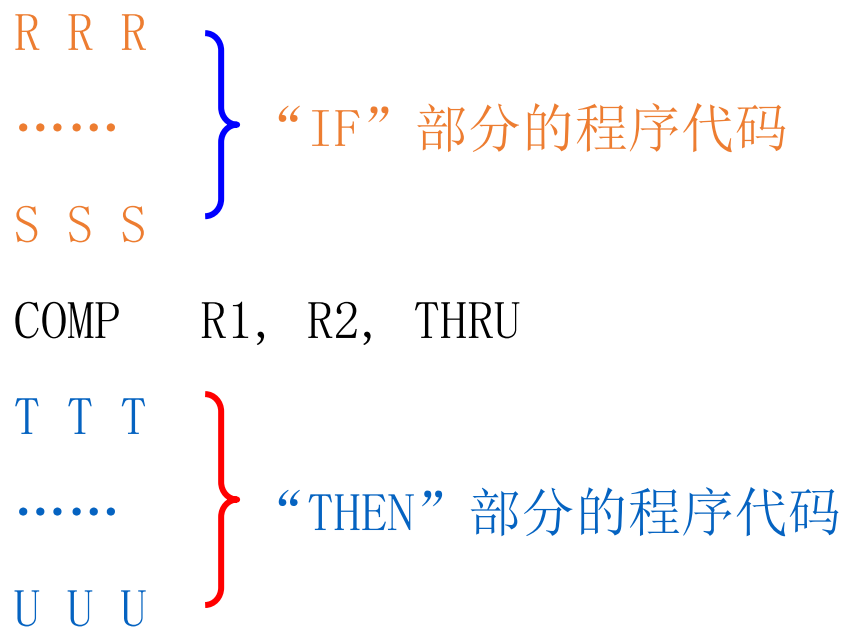 R R R
…… “IF”部分的程序代码
S S S
COMP R1, R2, THRU
T T T
…… “THEN”部分的程序代码
U U U